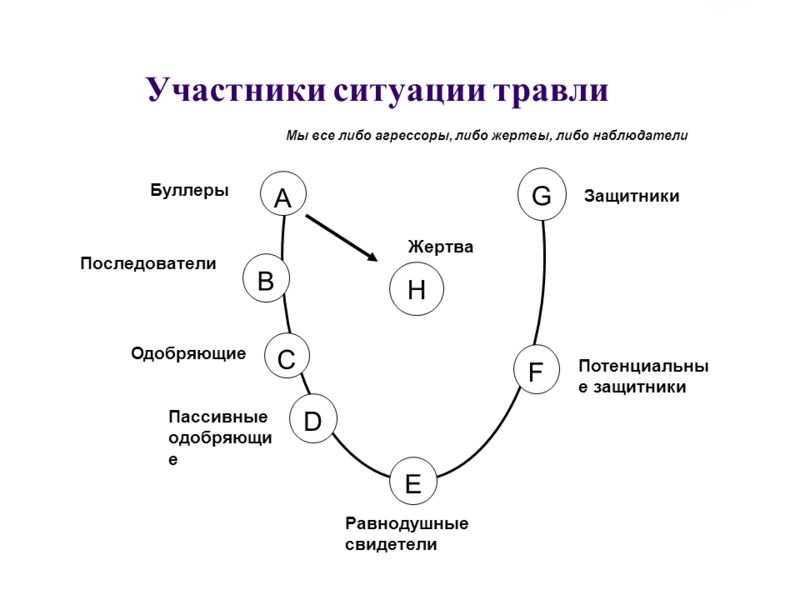 Участники ситуации травли
Мы все либо агрессоры, либо жертвы, либо наблюдатели
Буллеры
A
G
Защитники
Жертва
Последователи
B
H
Одобряющие
C
F
Потенциальны
е защитники
Пассивные
одобряющи
е
D
E
Равнодушные
свидетели